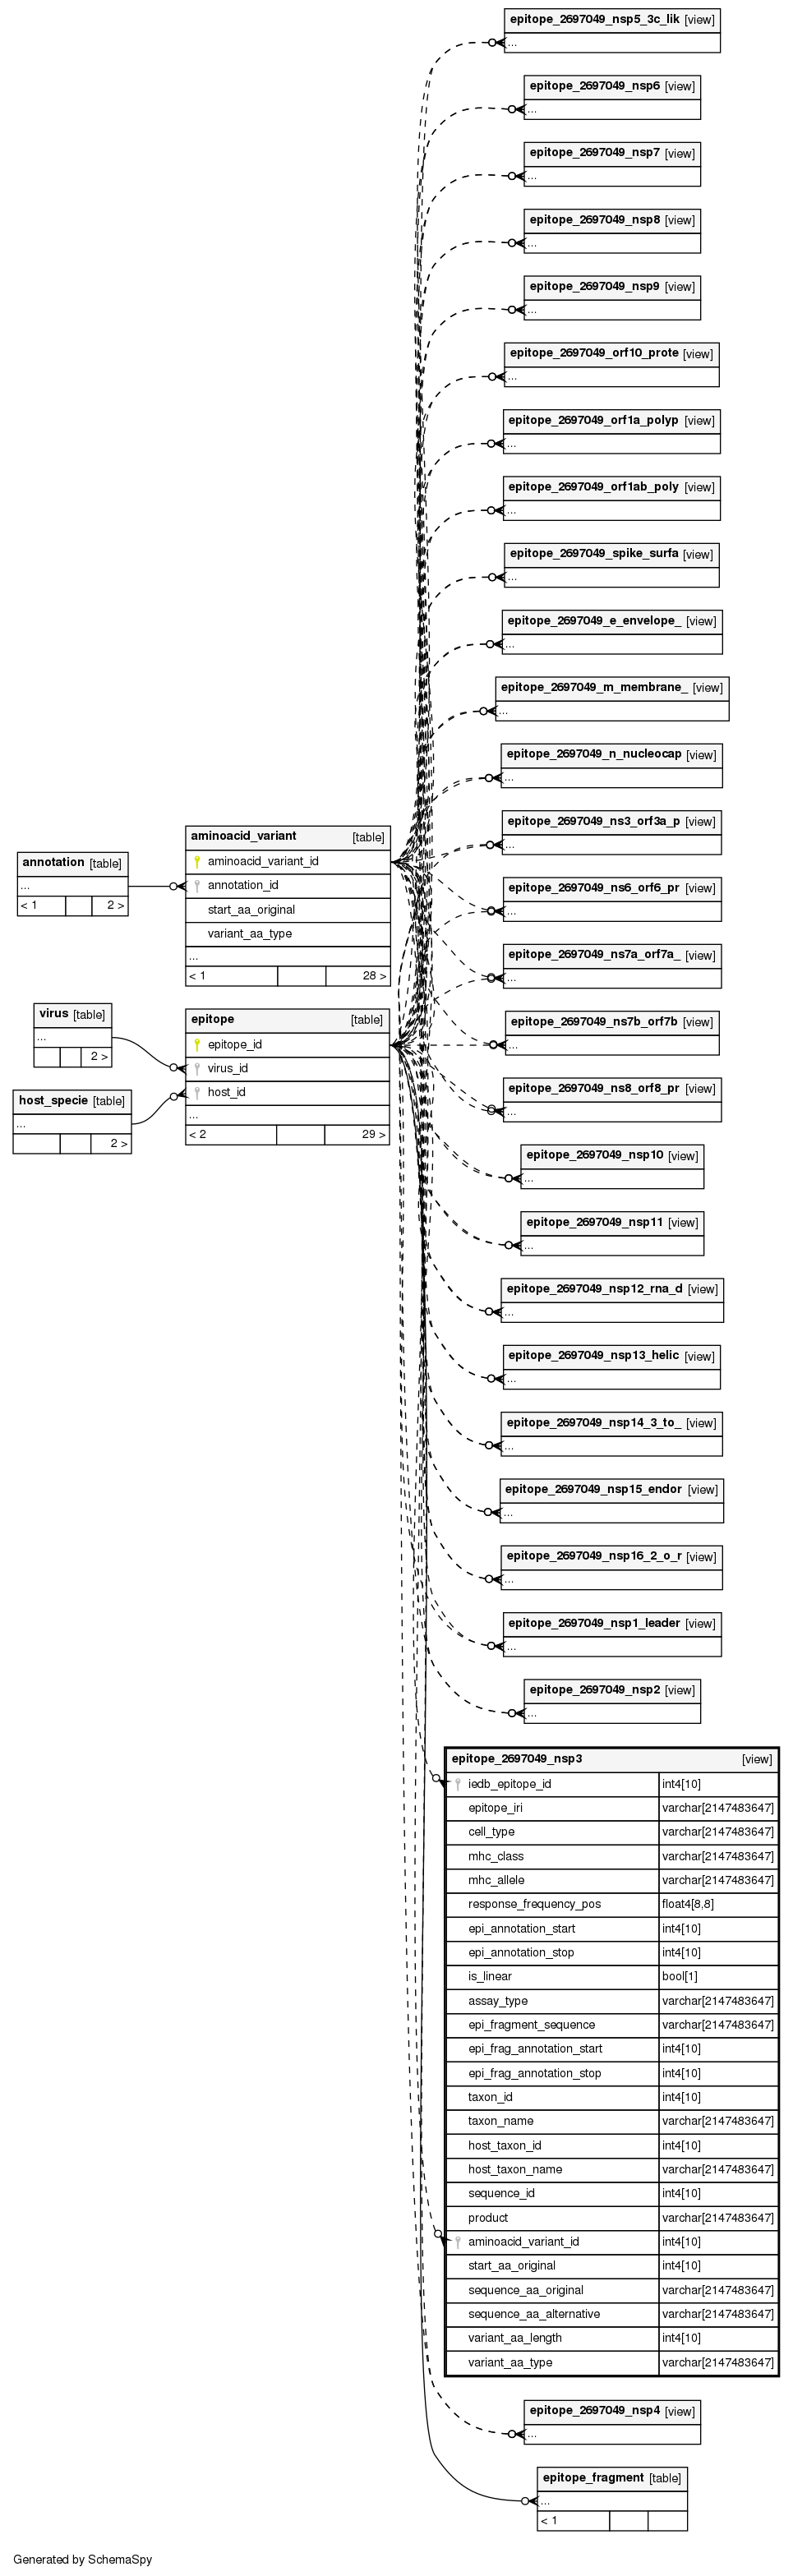 epitope_2697049_nsp5_3c_lik [view]
...
epitope_2697049_nsp6 [view]
...
epitope_2697049_nsp7 [view]
...
epitope_2697049_nsp8 [view]
...
epitope_2697049_nsp9 [view]
...
epitope_2697049_orf10_prote [view]
...
epitope_2697049_orf1a_polyp [view]
...
epitope_2697049_orf1ab_poly [view]
...
epitope_2697049_spike_surfa [view]
...
epitope_2697049_e_envelope_ [view]
...
epitope_2697049_m_membrane_ [view]
...
epitope_2697049_n_nucleocap [view]
...
epitope_2697049_ns3_orf3a_p [view]
...
epitope_2697049_ns6_orf6_pr [view]
...
epitope_2697049_ns7a_orf7a_ [view]
...
epitope_2697049_ns7b_orf7b [view]
...
epitope_2697049_ns8_orf8_pr [view]
...
epitope_2697049_nsp10 [view]
...
epitope_2697049_nsp11 [view]
...
epitope_2697049_nsp12_rna_d [view]
...
epitope_2697049_nsp13_helic [view]
...
epitope_2697049_nsp14_3_to_ [view]
...
epitope_2697049_nsp15_endor [view]
...
epitope_2697049_nsp16_2_o_r [view]
...
epitope_2697049_nsp1_leader [view]
...
epitope_2697049_nsp2 [view]
...
annotation [table]
...
< 1 2 >
virus [table]
...
2 >
host_specie [table]
...
2 >
aminoacid_variant [table]
aminoacid_variant_id
annotation_id
start_aa_original
variant_aa_type
...
< 1 28 >
epitope [table]
epitope_id
virus_id
host_id
...
< 2 29 >
epitope_2697049_nsp3 [view]
iedb_epitope_id int4[10]
epitope_iri varchar[2147483647]
cell_type varchar[2147483647]
mhc_class varchar[2147483647]
mhc_allele varchar[2147483647]
response_frequency_pos float4[8,8]
epi_annotation_start int4[10]
epi_annotation_stop int4[10]
is_linear bool[1]
assay_type varchar[2147483647]
epi_fragment_sequence varchar[2147483647]
epi_frag_annotation_start int4[10]
epi_frag_annotation_stop int4[10]
taxon_id int4[10]
taxon_name varchar[2147483647]
host_taxon_id int4[10]
host_taxon_name varchar[2147483647]
sequence_id int4[10]
product varchar[2147483647]
aminoacid_variant_id int4[10]
start_aa_original int4[10]
sequence_aa_original varchar[2147483647]
sequence_aa_alternative varchar[2147483647]
variant_aa_length int4[10]
variant_aa_type varchar[2147483647]
epitope_2697049_nsp4 [view]
...
epitope_fragment [table]
...
< 1
Generated by SchemaSpy